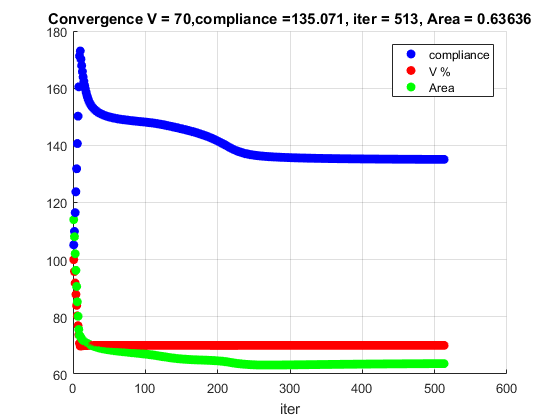 Convergence V = 70,compliance =135.071, iter = 513, Area = 0.63636
180
160
140
120
100
80
60
0 100 200 300 400 500 600
iter
compliance
V %
Area